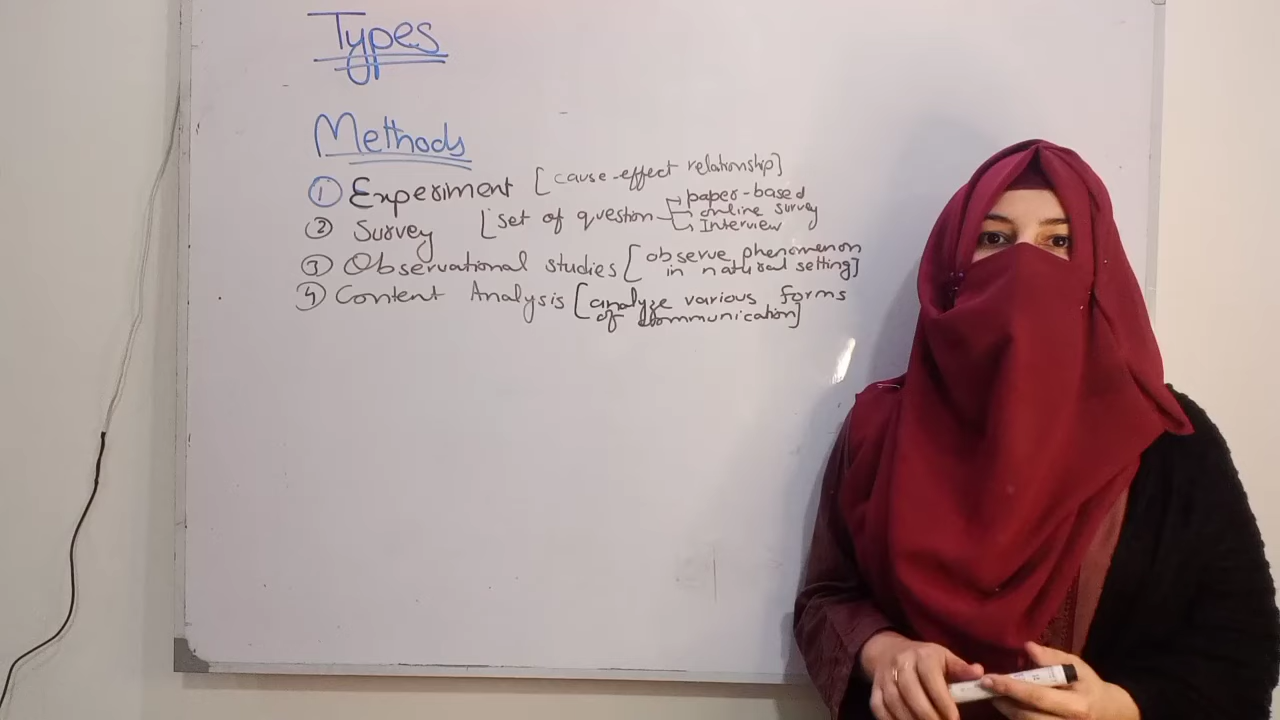 Types
Methods
① Experiment [cause-effect relationship]
② Survey [set of question → paper-based
→ online survey
→ Interview
③ Observational studies [observe phenomenon
in natural setting]
④ Content Analysis [analyze various forms
of communication]